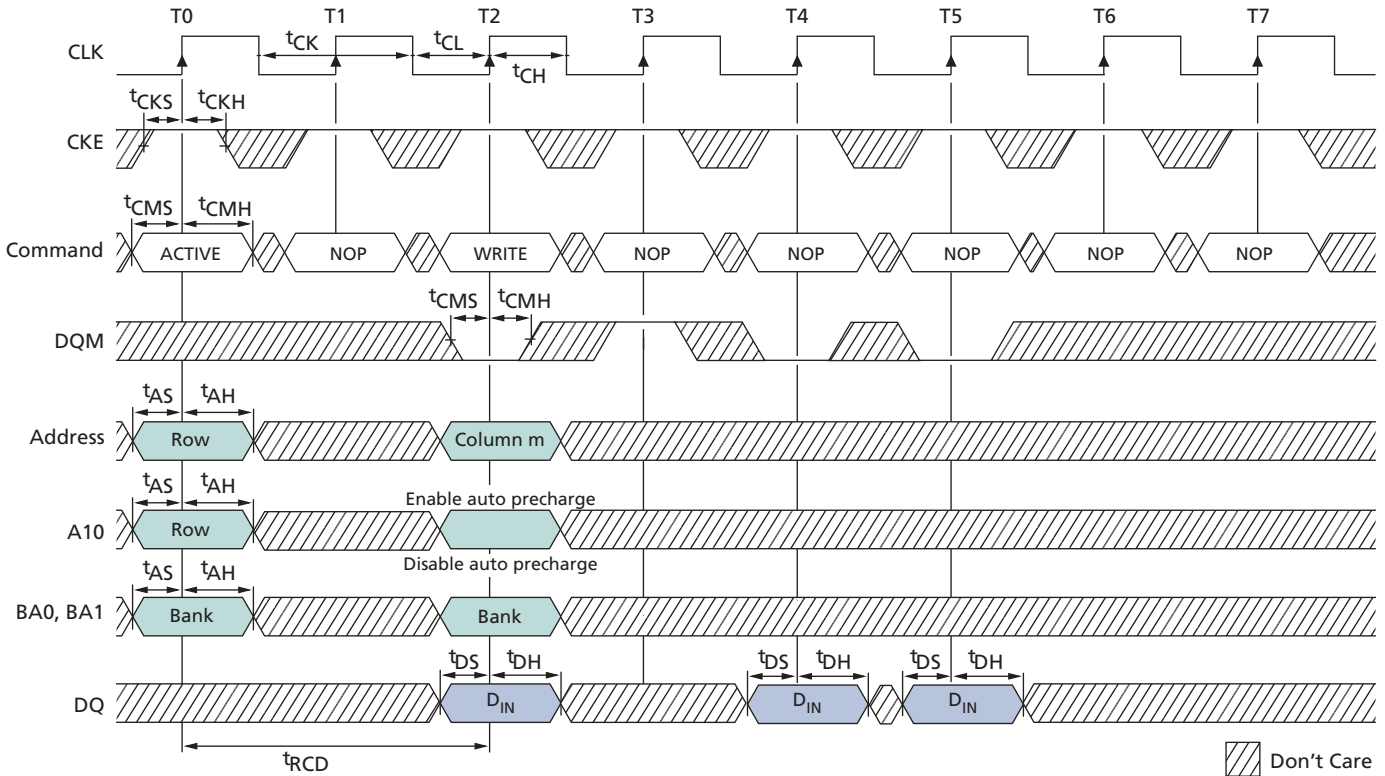 T0 T1 T2 T3 T4 T5 T6 T7
CLK
tCK tCL
tCH
tCKS tCKH
CKE
tCMS tCMH
Command ACTIVE NOP WRITE NOP NOP NOP NOP NOP
tCMS tCMH
DQM
tAS tAH
Address Row Column m
tAS tAH Enable auto precharge
A10 Row
Disable auto precharge
tAS tAH
BA0, BA1 Bank Bank
tDS tDH tDS tDH tDS tDH
DQ DIN DIN DIN
tRCD
Don't Care